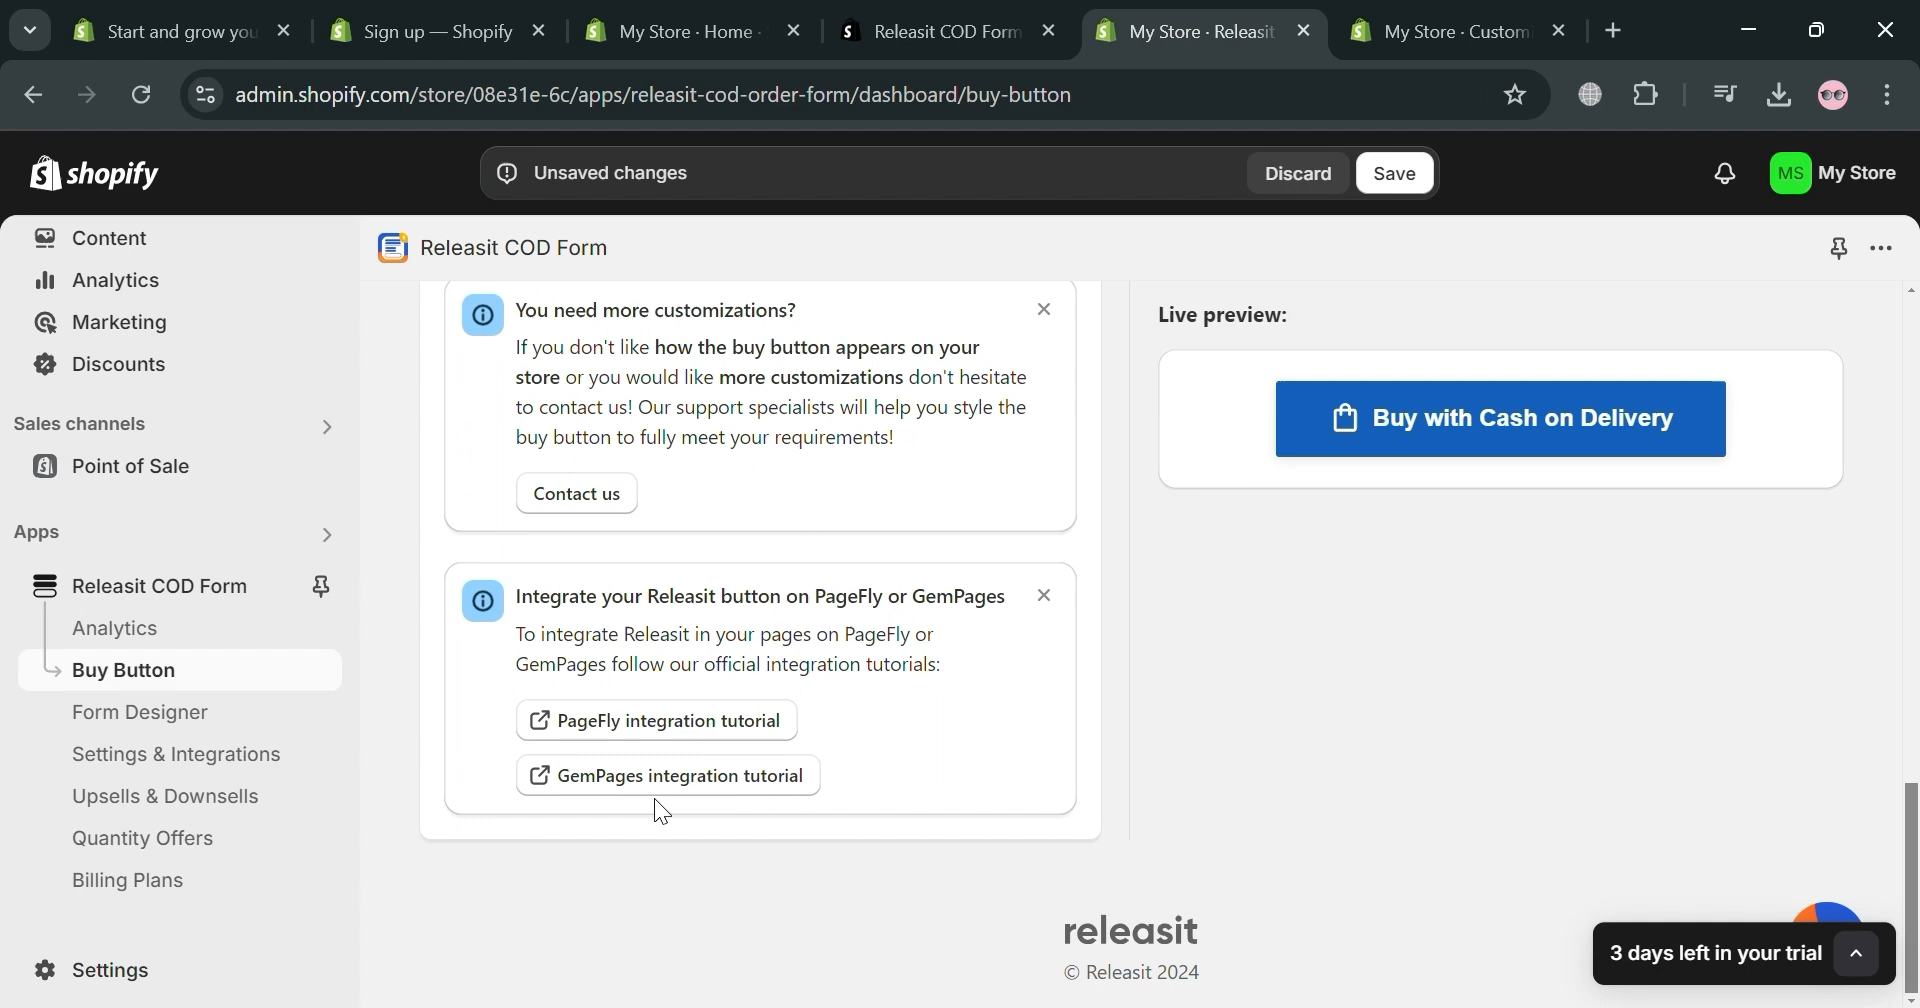 Start and grow you
Sign up — Shopify
My Store · Home ·
Releasit COD Form
My Store · Releasit
My Store · Custom
admin.shopify.com/store/08e31e-6c/apps/releasit-cod-order-form/dashboard/buy-button
shopify
Unsaved changes
Discard
Save
MS
My Store
Content
Analytics
Marketing
Discounts
Sales channels
Point of Sale
Apps
Releasit COD Form
Analytics
Buy Button
Form Designer
Settings & Integrations
Upsells & Downsells
Quantity Offers
Billing Plans
Settings
Releasit COD Form
You need more customizations?
If you don't like how the buy button appears on your
store or you would like more customizations don't hesitate
to contact us! Our support specialists will help you style the
buy button to fully meet your requirements!
Contact us
Integrate your Releasit button on PageFly or GemPages
To integrate Releasit in your pages on PageFly or
GemPages follow our official integration tutorials:
PageFly integration tutorial
GemPages integration tutorial
Live preview:
Buy with Cash on Delivery
releasit
© Releasit 2024
3 days left in your trial